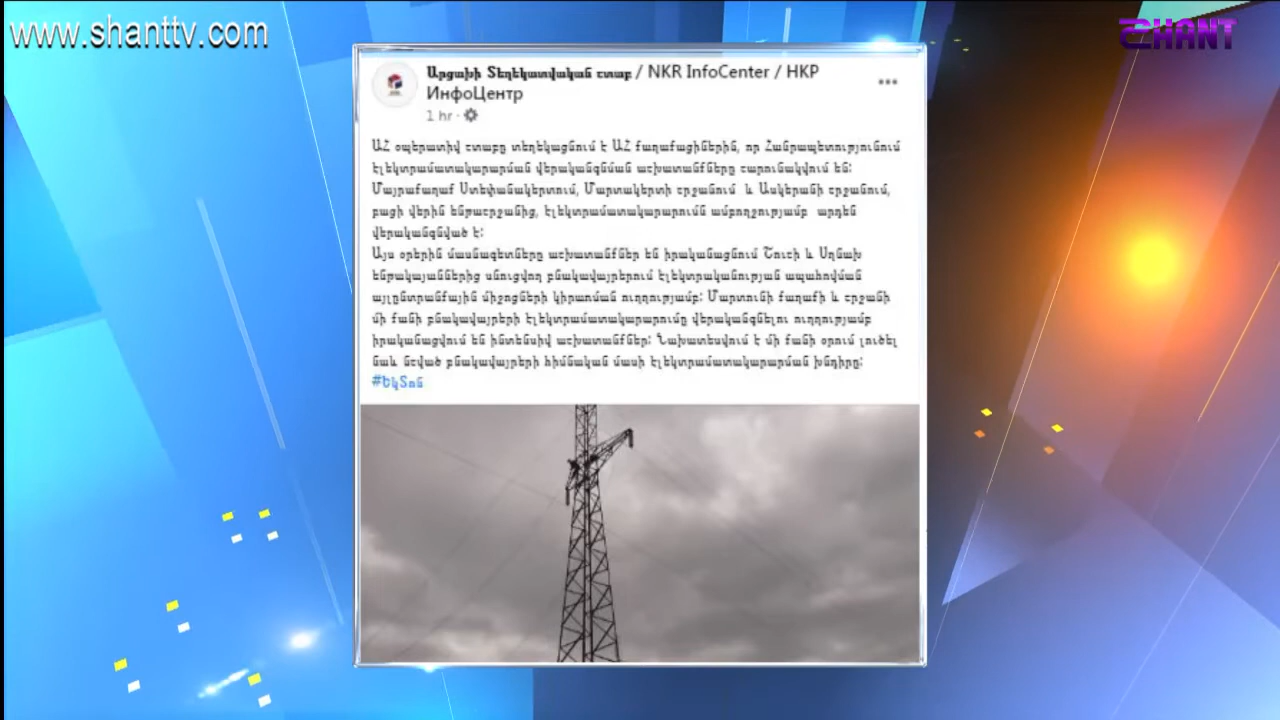 www.shanttv.com
SHANT
Արցախի Տեղեկատվական շտաբ / NKR InfoCenter / НКР
ИнфоЦентр
1 hr ·
ԱՀ օպերատիվ շտաբը տեղեկացնում է ԱՀ քաղաքացիներին, որ Հանրապետությունում
էլեկտրամատակարարման վերականգնման աշխատանքները շարունակվում են:
Մայրաքաղաք Ստեփանակերտում, Մարտակերտի շրջանում և Ասկերանի շրջանում,
բացի վերին ենթաշրջանից, էլեկտրամատակարարումն ամբողջությամբ արդեն
վերականգնված է:
Այս օրերին մասնագետները աշխատանքներ են իրականացնում Շուշի և Սղնախ
ենթակայաններից սնուցվող բնակավայրերում էլեկտրականության ապահովման
այլընտրանքային միջոցների կիրառման ուղղությամբ: Մարտունի քաղաքի և շրջանի
մի քանի բնակավայրերի էլեկտրամատակարարումը վերականգնելու ուղղությամբ
իրականացվում են ինտենսիվ աշխատանքներ: Նախատեսվում է մի քանի օրում լուծել
նաև նշված բնակավայրերի հիմնական մասի էլեկտրամատակարարման խնդիրը:
#ԵկՏուն